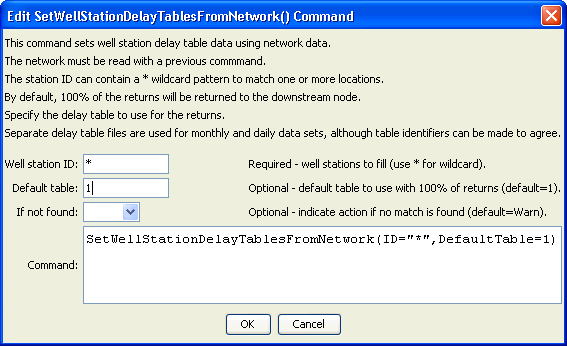 Edit SetWellStationDelayTablesFromNetwork() Command
This command sets well station delay table data using network data.
The network must be read with a previous commmand.
The station ID can contain a * wildcard pattern to match one or more locations.
By default, 100% of the returns will be returned to the downstream node.
Specify the delay table to use for the returns.
Separate delay table files are used for monthly and daily data sets, although table identifiers can be made to agree.
Well station ID: * Required - well stations to fill (use * for wildcard).
Default table: 1 Optional - default table to use with 100% of returns (default=1).
If not found: Optional - indicate action if no match is found (default=Warn).
SetWellStationDelayTablesFromNetwork(ID="*",DefaultTable=1)
Command:
OK Cancel